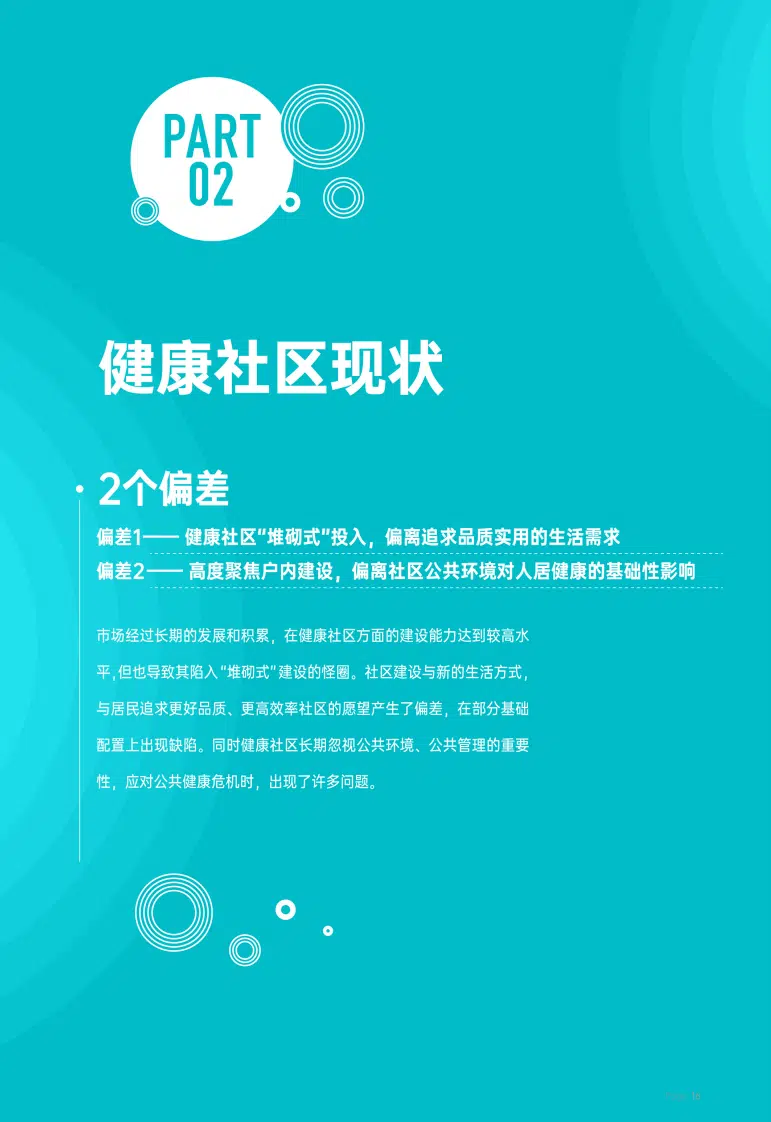 PART
02
健康社区现状
2个偏差
偏差1—— 健康社区“堆砌式”投入，偏离追求品质实用的生活需求
偏差2—— 高度聚焦户内建设，偏离社区公共环境对人居健康的基础性影响
市场经过长期的发展和积累，在健康社区方面的建设能力达到较高水
平，但也导致其陷入“堆砌式”建设的怪圈。社区建设与新的生活方式，
与居民追求更好品质、更高效率社区的愿望产生了偏差，在部分基础
配置上出现缺陷。同时健康社区长期忽视公共环境、公共管理的重要
性，应对公共健康危机时，出现了许多问题。